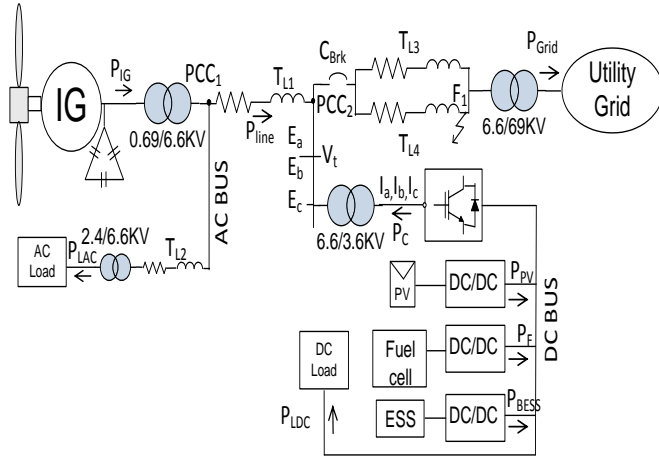 IG
P_IG
PCC₁
0.69/6.6KV
T_L1
P_line
C_Brk
PCC₂
T_L3
T_L4
F₁
6.6/69KV
P_Grid
Utility
Grid
E_a
E_b
E_c
V_t
I_a,I_b,I_c
P_C
6.6/3.6KV
AC BUS
2.4/6.6KV
T_L2
P_LAC
AC
Load
PV
DC/DC
P_PV
DC
Load
Fuel
cell
DC/DC
P_F
ESS
DC/DC
P_BESS
P_LDC
DC BUS